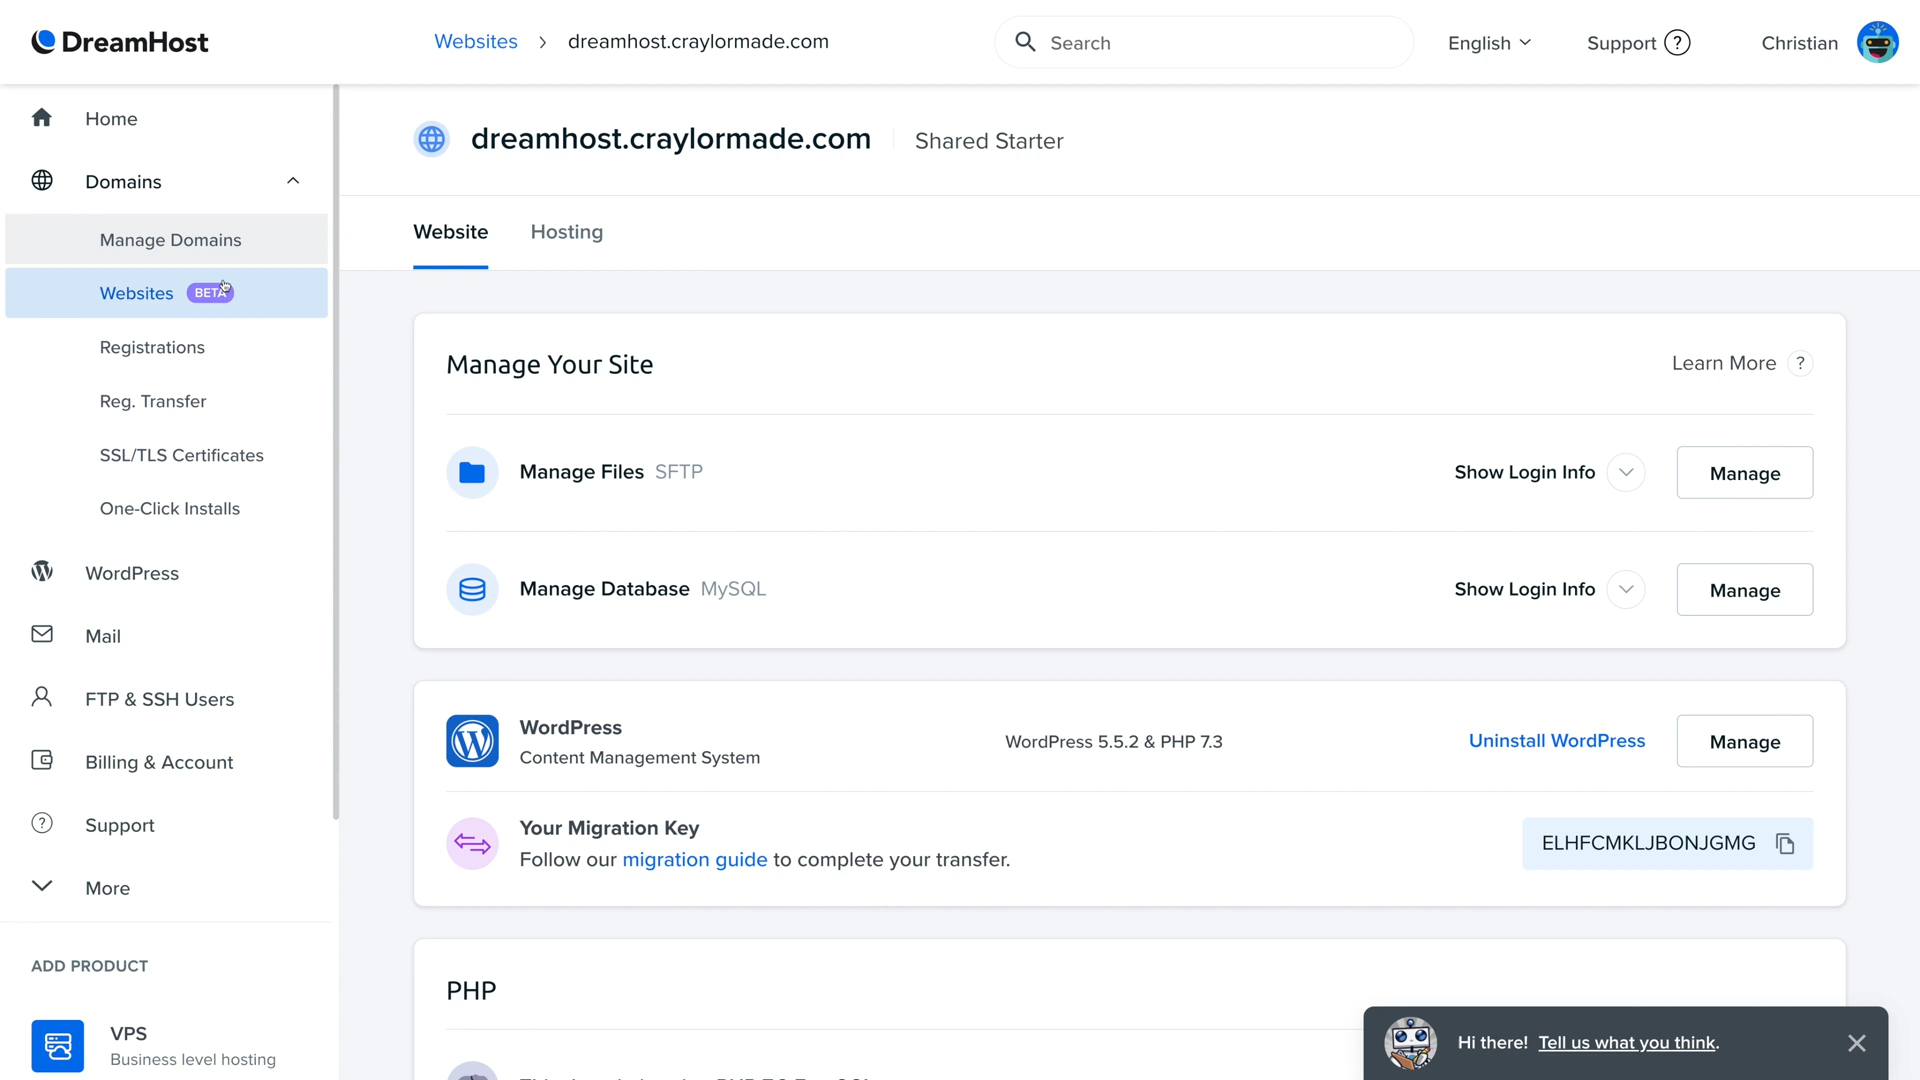 DreamHost
Websites > dreamhost.craylormade.com
Search
English
Support ?
Christian
Home
Domains
Manage Domains
Websites BETA
Registrations
Reg. Transfer
SSL/TLS Certificates
One-Click Installs
WordPress
Mail
FTP & SSH Users
Billing & Account
Support
More
ADD PRODUCT
VPS
Business level hosting
dreamhost.craylormade.com Shared Starter
Website Hosting
Manage Your Site
Learn More ?
Manage Files SFTP
Show Login Info
Manage
Manage Database MySQL
Show Login Info
Manage
WordPress
Content Management System
WordPress 5.5.2 & PHP 7.3
Uninstall WordPress
Manage
Your Migration Key
Follow our migration guide to complete your transfer.
ELHFCMKLJBONJGMG
PHP
Hi there! Tell us what you think.